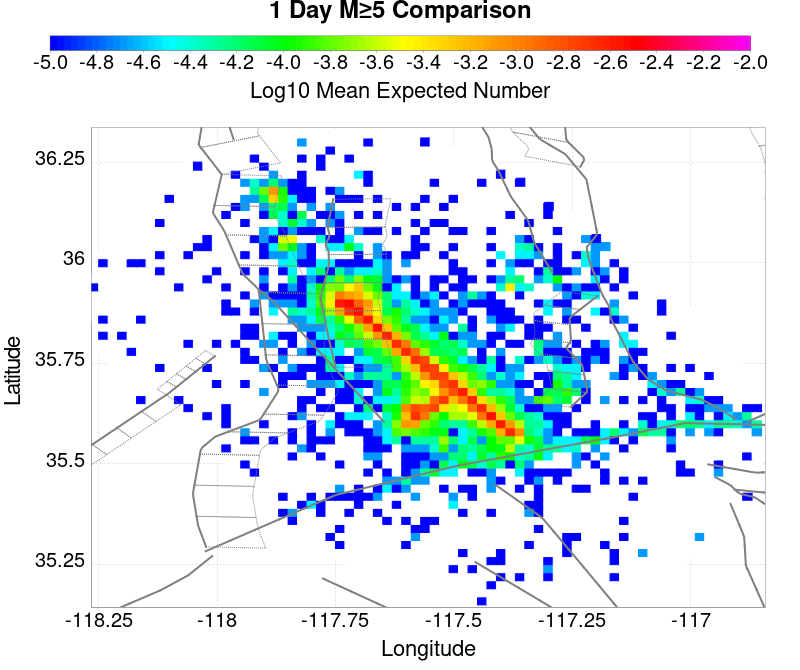 1 Day M≥5 Comparison
-5.0 -4.8 -4.6 -4.4 -4.2 -4.0 -3.8 -3.6 -3.4 -3.2 -3.0 -2.8 -2.6 -2.4 -2.2 -2.0
Log10 Mean Expected Number
36.25
36
35.75
35.5
35.25
Latitude
-118.25 -118 -117.75 -117.5 -117.25 -117
Longitude